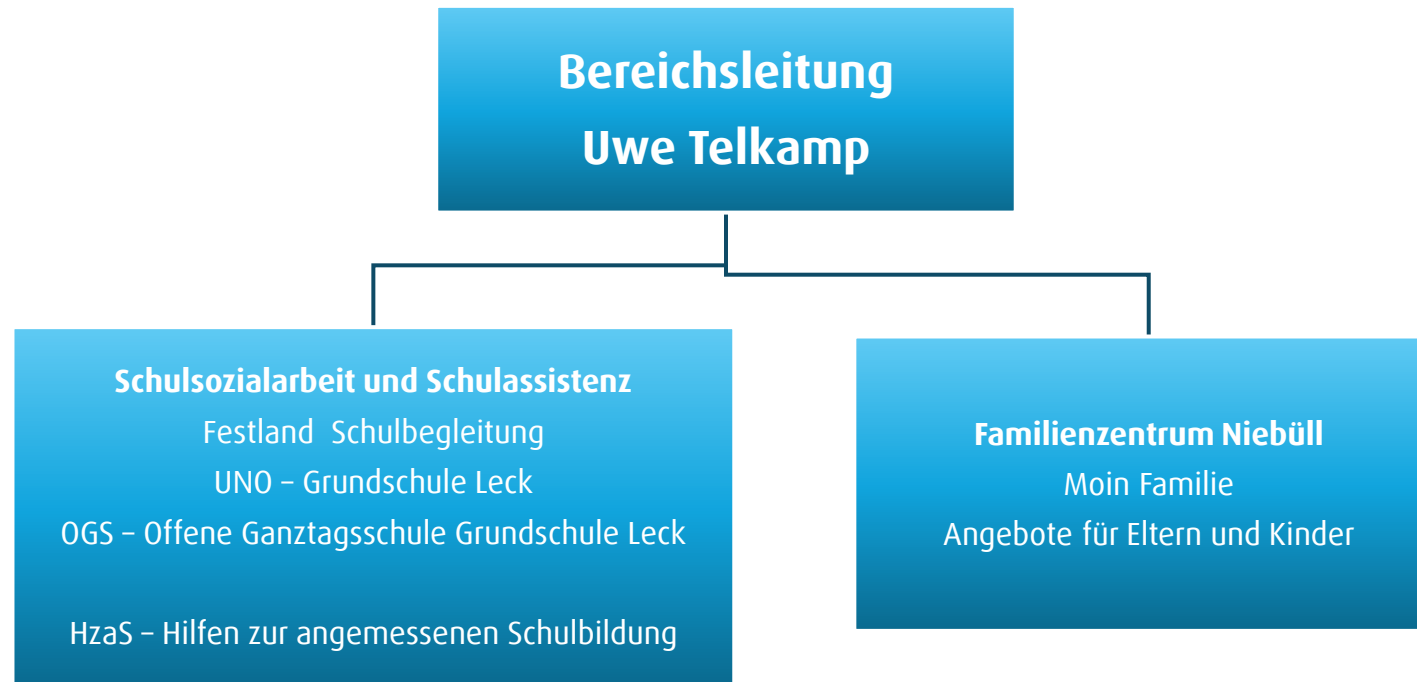 Bereichsleitung
Uwe Telkamp
Schulsozialarbeit und Schulassistenz
Festland  Schulbegleitung
UNO – Grundschule Leck
OGS – Offene Ganztagsschule Grundschule Leck
HzaS – Hilfen zur angemessenen Schulbildung
Familienzentrum Niebüll
Moin Familie
Angebote für Eltern und Kinder